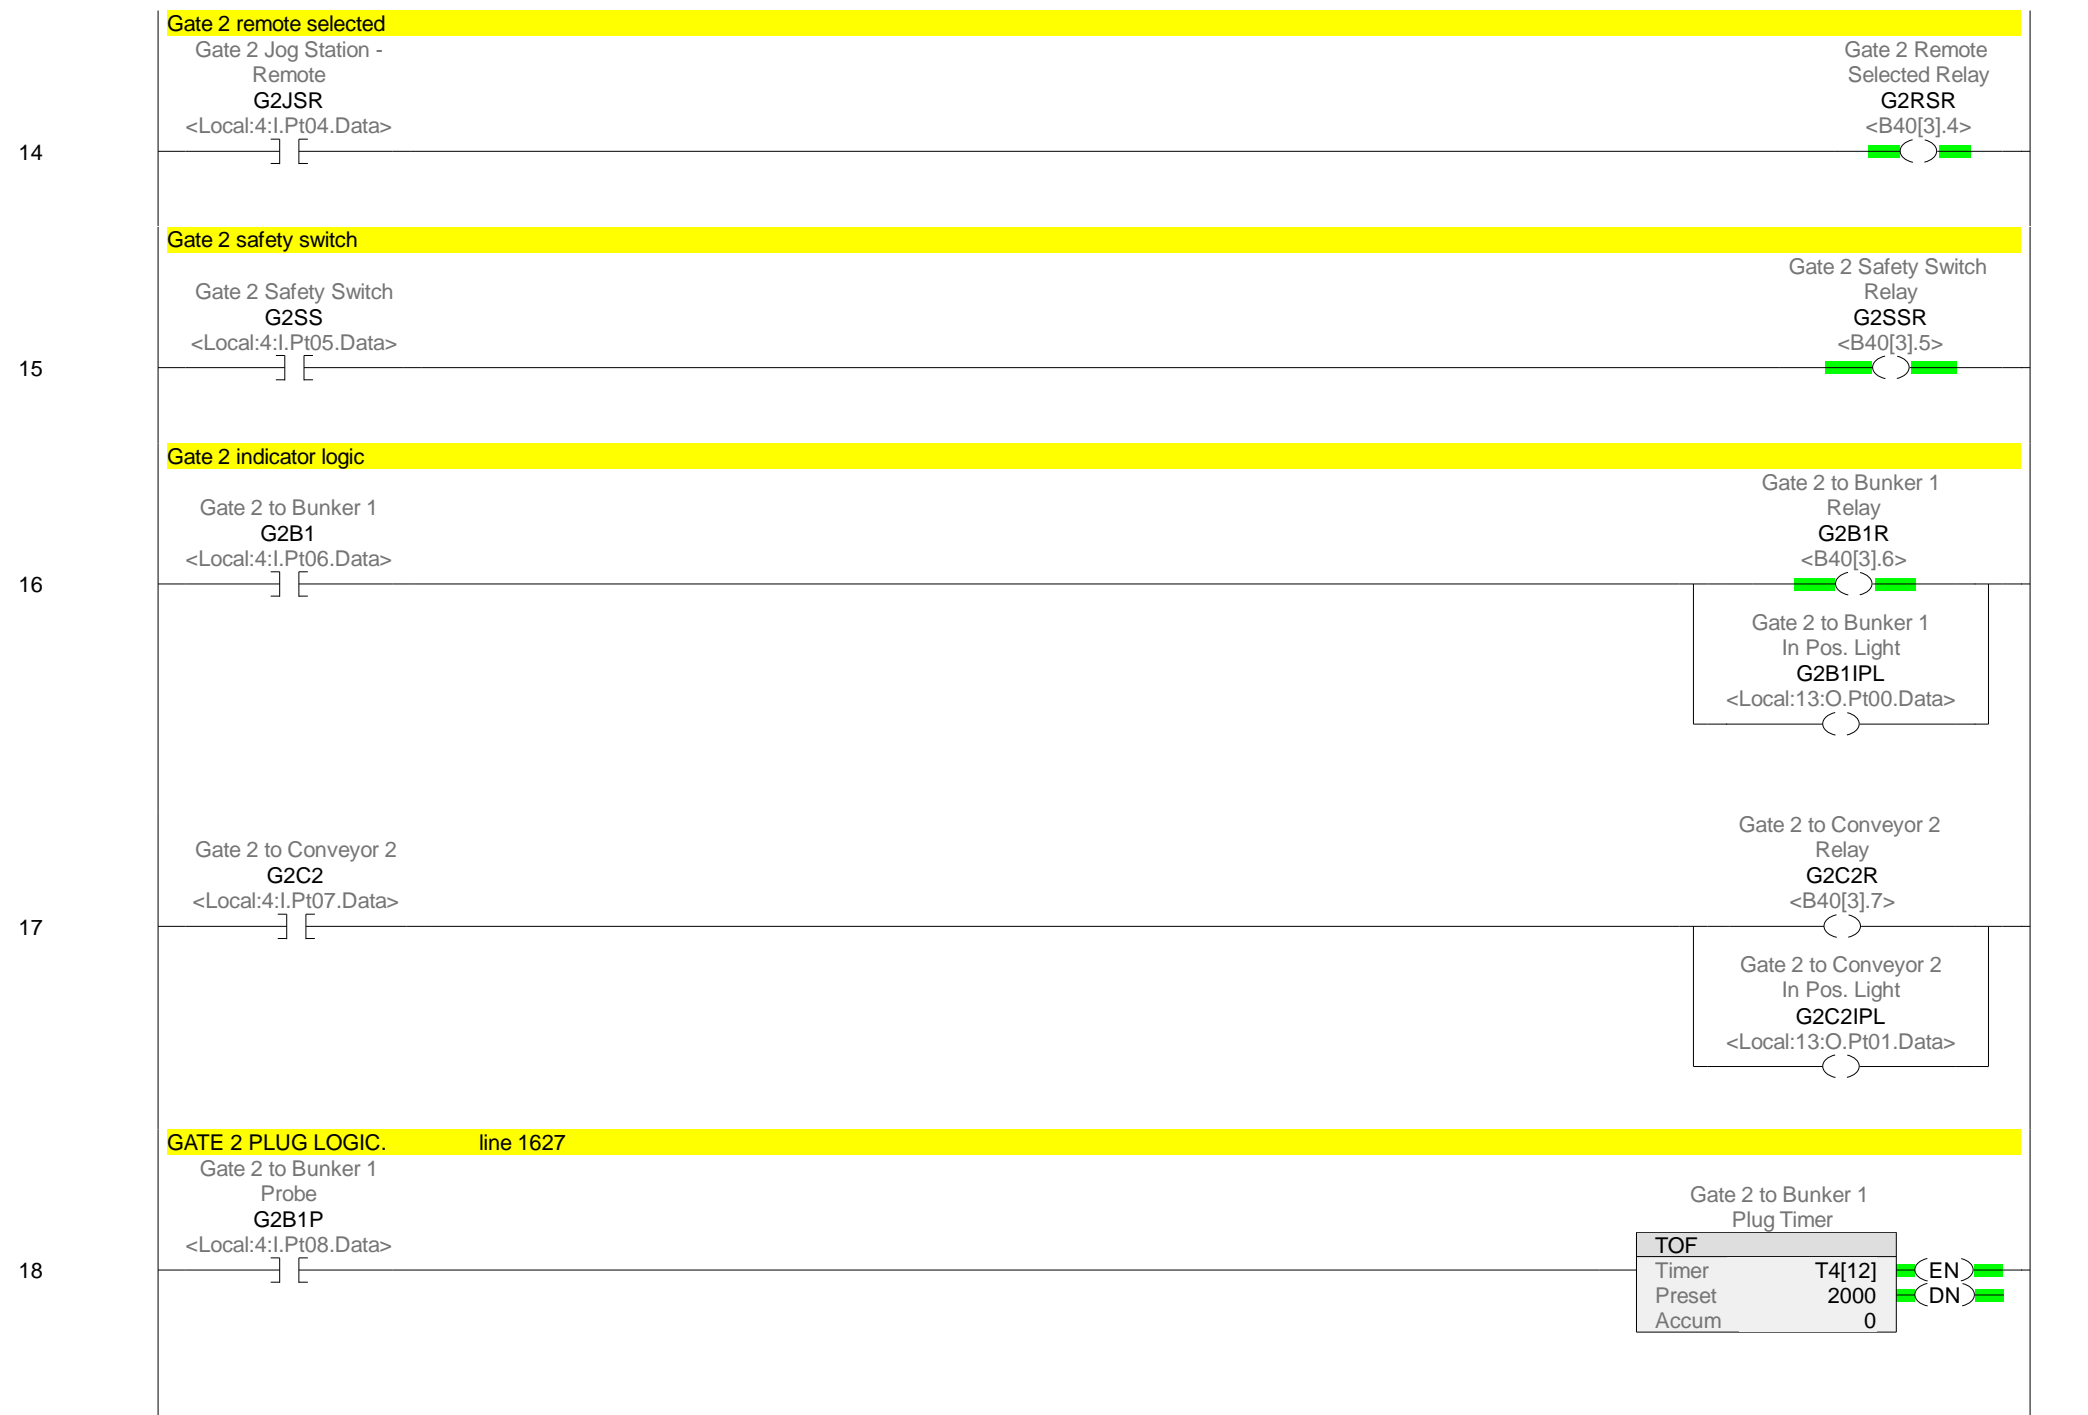 Gate 2 remote selected
Gate 2 Jog Station -
Remote
G2JSR
<Local:4:I.Pt04.Data>
Gate 2 Remote
Selected Relay
G2RSR
<B40[3].4>
14
Gate 2 safety switch
Gate 2 Safety Switch
G2SS
<Local:4:I.Pt05.Data>
Gate 2 Safety Switch
Relay
G2SSR
<B40[3].5>
15
Gate 2 indicator logic
Gate 2 to Bunker 1
G2B1
<Local:4:I.Pt06.Data>
Gate 2 to Bunker 1
Relay
G2B1R
<B40[3].6>
16
Gate 2 to Bunker 1
In Pos. Light
G2B1IPL
<Local:13:O.Pt00.Data>
Gate 2 to Conveyor 2
G2C2
<Local:4:I.Pt07.Data>
Gate 2 to Conveyor 2
Relay
G2C2R
<B40[3].7>
17
Gate 2 to Conveyor 2
In Pos. Light
G2C2IPL
<Local:13:O.Pt01.Data>
GATE 2 PLUG LOGIC. line 1627
Gate 2 to Bunker 1
Probe
G2B1P
<Local:4:I.Pt08.Data>
Gate 2 to Bunker 1
Plug Timer
18
TOF
Timer T4[12] EN
Preset 2000 DN
Accum 0